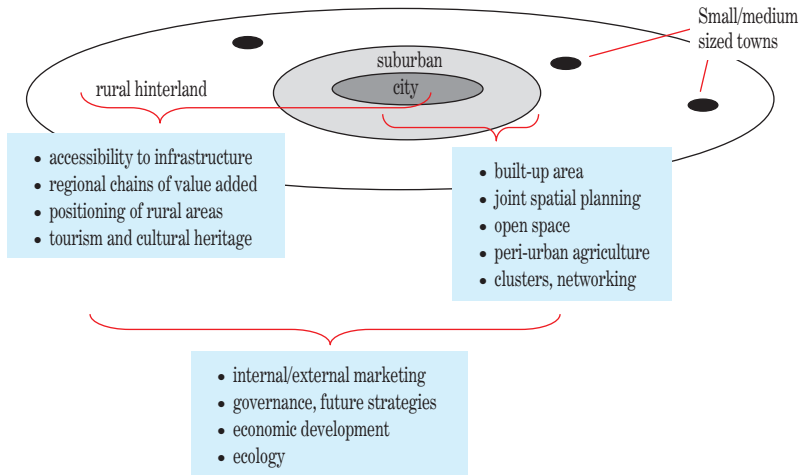 Small/medium
sized towns
suburban
city
rural hinterland
• accessibility to infrastructure
• regional chains of value added
• positioning of rural areas
• tourism and cultural heritage
• built-up area
• joint spatial planning
• open space
• peri-urban agriculture
• clusters, networking
• internal/external marketing
• governance, future strategies
• economic development
• ecology